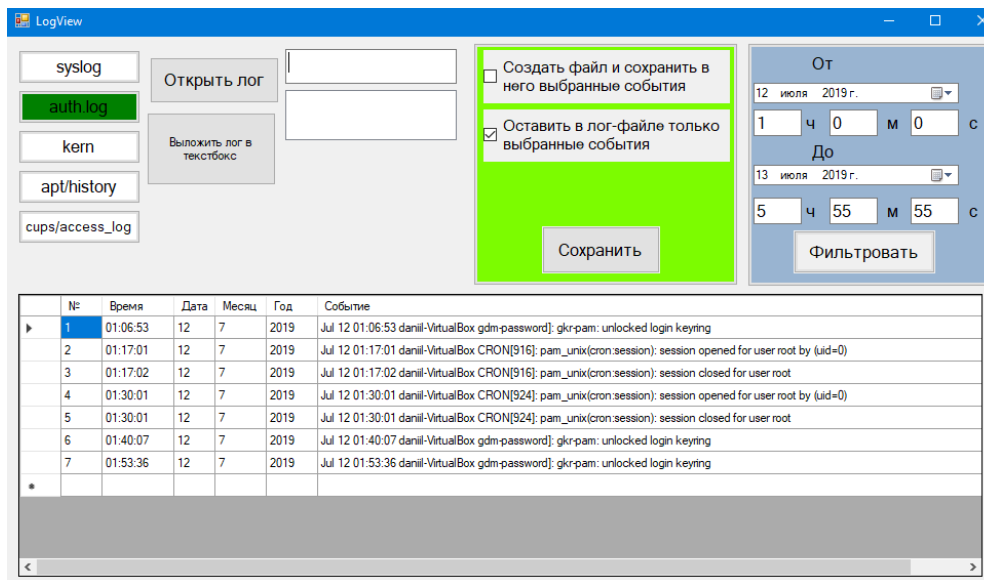 LogView
syslog
auth.log
kern
apt/history
cups/access_log
Открыть лог
Выложить лог в
текстбокс
Создать файл и сохранить в
него выбранные события
Оставить в лог-файле только
выбранные события
Сохранить
От
12 июля 2019 г.
1 ч 0 м 0 с
До
13 июля 2019 г.
5 ч 55 м 55 с
Фильтровать
№ Время Дата Месяц Год Событие
1 01:06:53 12 7 2019 Jul 12 01:06:53 daniil-VirtualBox gdm-password]: gkr-pam: unlocked login keyring
2 01:17:01 12 7 2019 Jul 12 01:17:01 daniil-VirtualBox CRON[916]: pam_unix(cron:session): session opened for user root by (uid=0)
3 01:17:02 12 7 2019 Jul 12 01:17:02 daniil-VirtualBox CRON[916]: pam_unix(cron:session): session closed for user root
4 01:30:01 12 7 2019 Jul 12 01:30:01 daniil-VirtualBox CRON[924]: pam_unix(cron:session): session opened for user root by (uid=0)
5 01:30:01 12 7 2019 Jul 12 01:30:01 daniil-VirtualBox CRON[924]: pam_unix(cron:session): session closed for user root
6 01:40:07 12 7 2019 Jul 12 01:40:07 daniil-VirtualBox gdm-password]: gkr-pam: unlocked login keyring
7 01:53:36 12 7 2019 Jul 12 01:53:36 daniil-VirtualBox gdm-password]: gkr-pam: unlocked login keyring